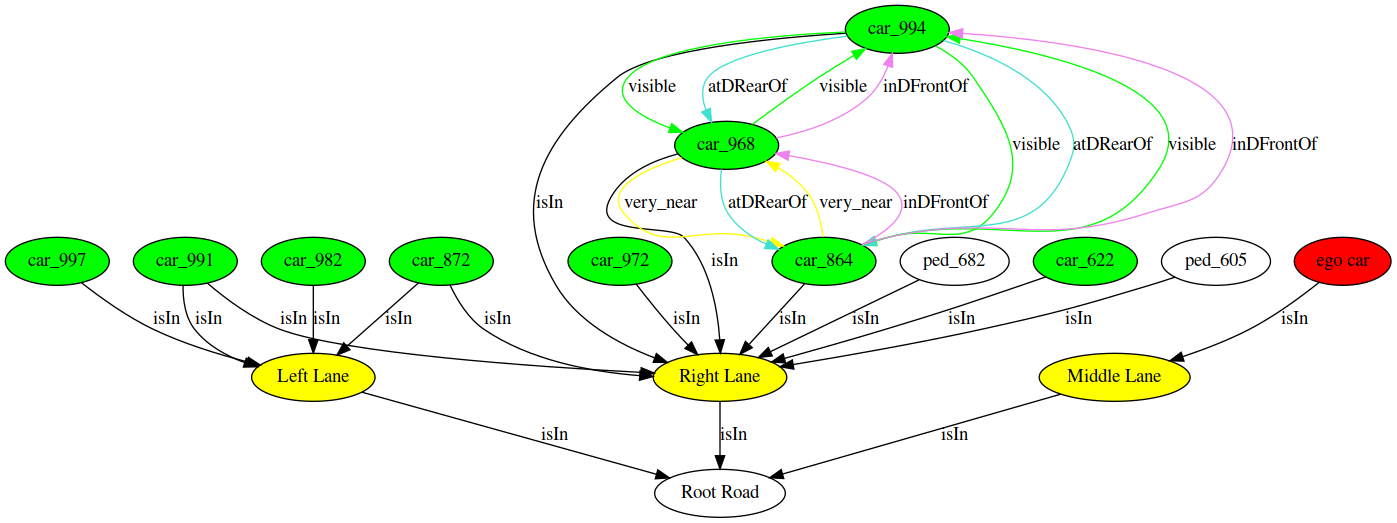 car_994
visible atDRearOf visible inDFrontOf
car_968
visible atDRearOf visible inDFrontOf
isIn very_near atDRearOf very_near inDFrontOf
car_997 car_991 car_982 car_872 car_972 isIn car_864 ped_682 car_622 ped_605 ego car
isIn isIn isIn isIn isIn isIn isIn isIn isIn isIn isIn isIn
Left Lane Right Lane Middle Lane
isIn isIn isIn
Root Road